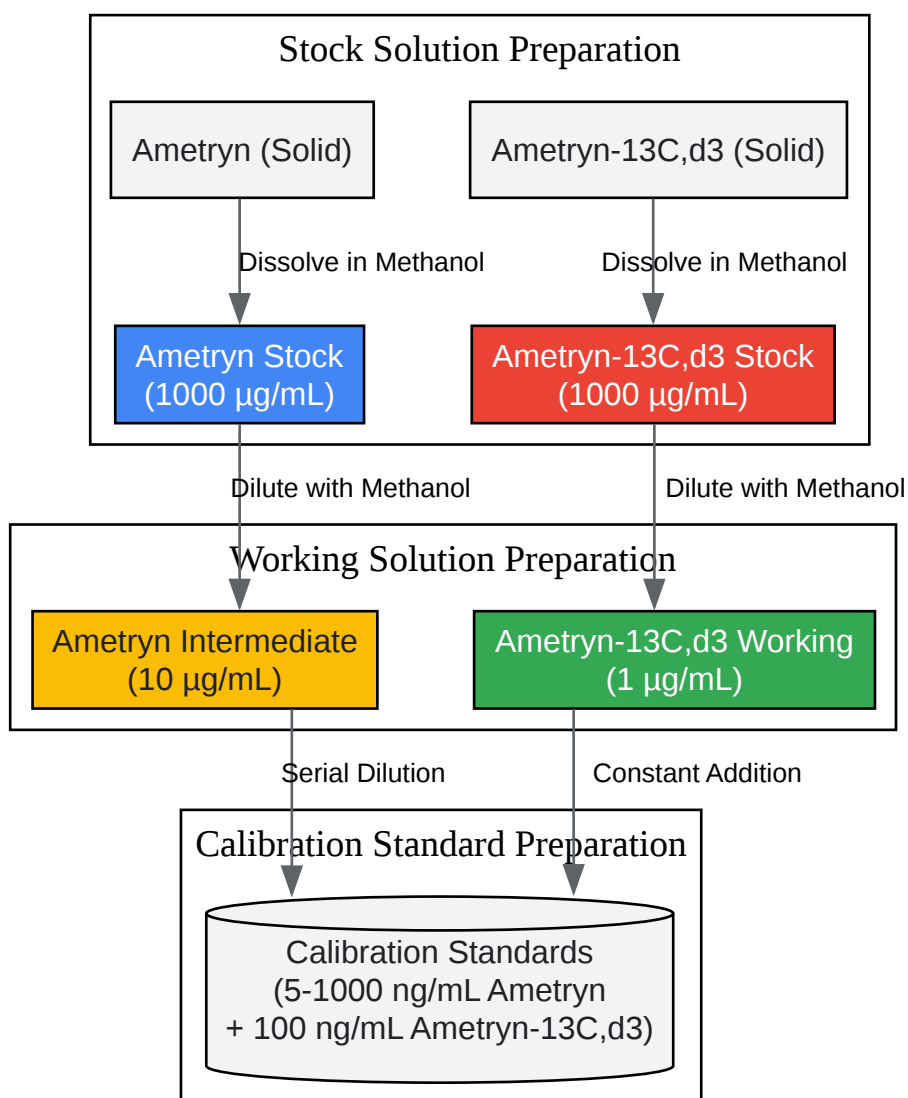 Stock Solution Preparation
Ametryn (Solid)
Ametryn-13C,d3 (Solid)
Dissolve in Methanol
Dissolve in Methanol
Ametryn Stock
(1000 µg/mL)
Ametryn-13C,d3 Stock
(1000 µg/mL)
Dilute with Methanol
Dilute with Methanol
Working Solution Preparation
Ametryn Intermediate
(10 µg/mL)
Ametryn-13C,d3 Working
(1 µg/mL)
Serial Dilution
Constant Addition
Calibration Standard Preparation
Calibration Standards
(5-1000 ng/mL Ametryn
+ 100 ng/mL Ametryn-13C,d3)